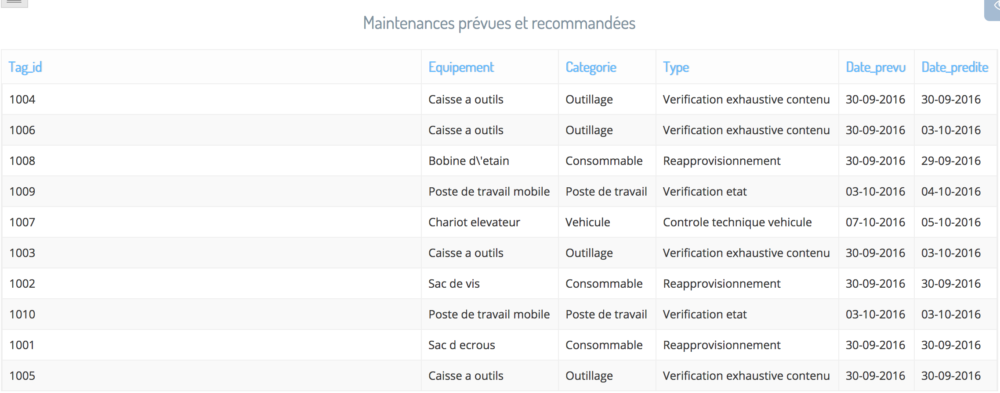 Maintenances prévues et recommandées
Tag_id Equipement Categorie Type Date_prevu Date_predite
1004 Caisse a outils Outillage Verification exhaustive contenu 30-09-2016 30-09-2016
1006 Caisse a outils Outillage Verification exhaustive contenu 30-09-2016 03-10-2016
1008 Bobine d\'etain Consommable Reapprovisionnement 30-09-2016 29-09-2016
1009 Poste de travail mobile Poste de travail Verification etat 03-10-2016 04-10-2016
1007 Chariot elevateur Vehicule Controle technique vehicule 07-10-2016 05-10-2016
1003 Caisse a outils Outillage Verification exhaustive contenu 30-09-2016 03-10-2016
1002 Sac de vis Consommable Reapprovisionnement 30-09-2016 30-09-2016
1010 Poste de travail mobile Poste de travail Verification etat 03-10-2016 03-10-2016
1001 Sac d ecrous Consommable Reapprovisionnement 30-09-2016 30-09-2016
1005 Caisse a outils Outillage Verification exhaustive contenu 30-09-2016 30-09-2016